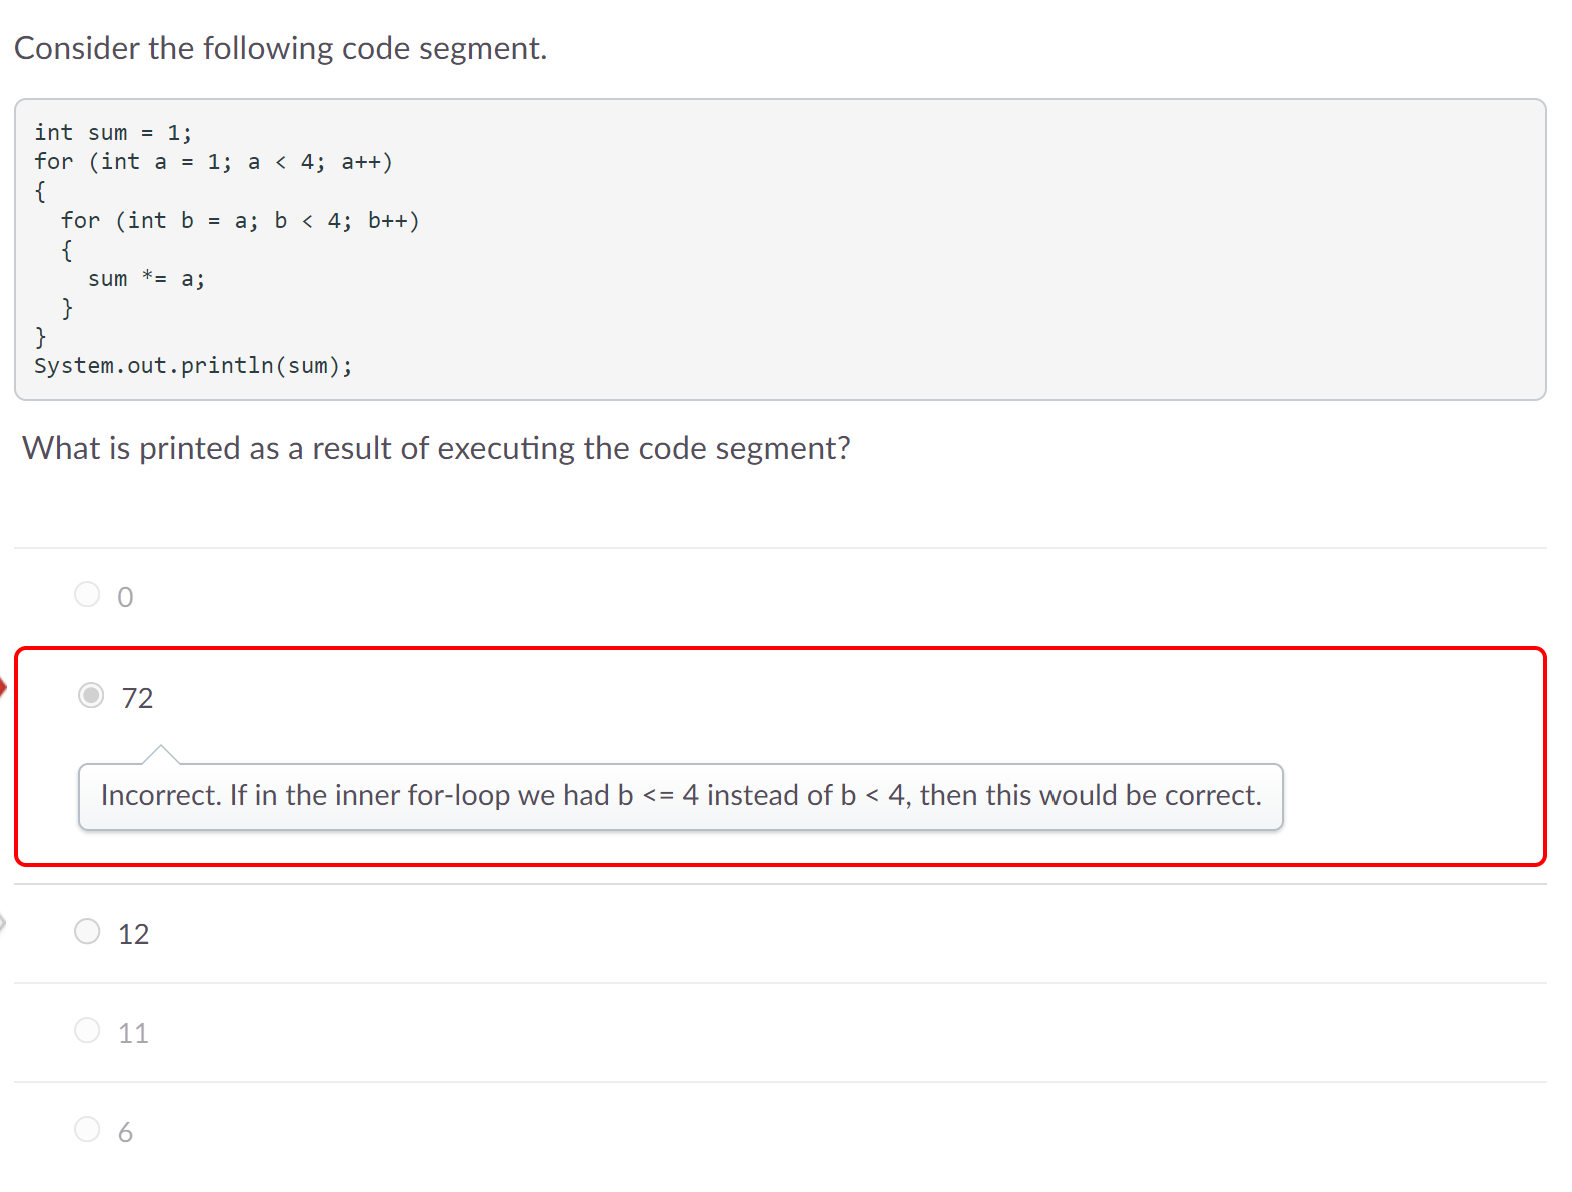 Consider the following code segment.
int sum = 1;
for (int a = 1; a < 4; a++)
{
  for (int b = a; b < 4; b++)
  {
    sum *= a;
  }
}
System.out.println(sum);
What is printed as a result of executing the code segment?
0
72
Incorrect. If in the inner for-loop we had b <= 4 instead of b < 4, then this would be correct.
12
11
6